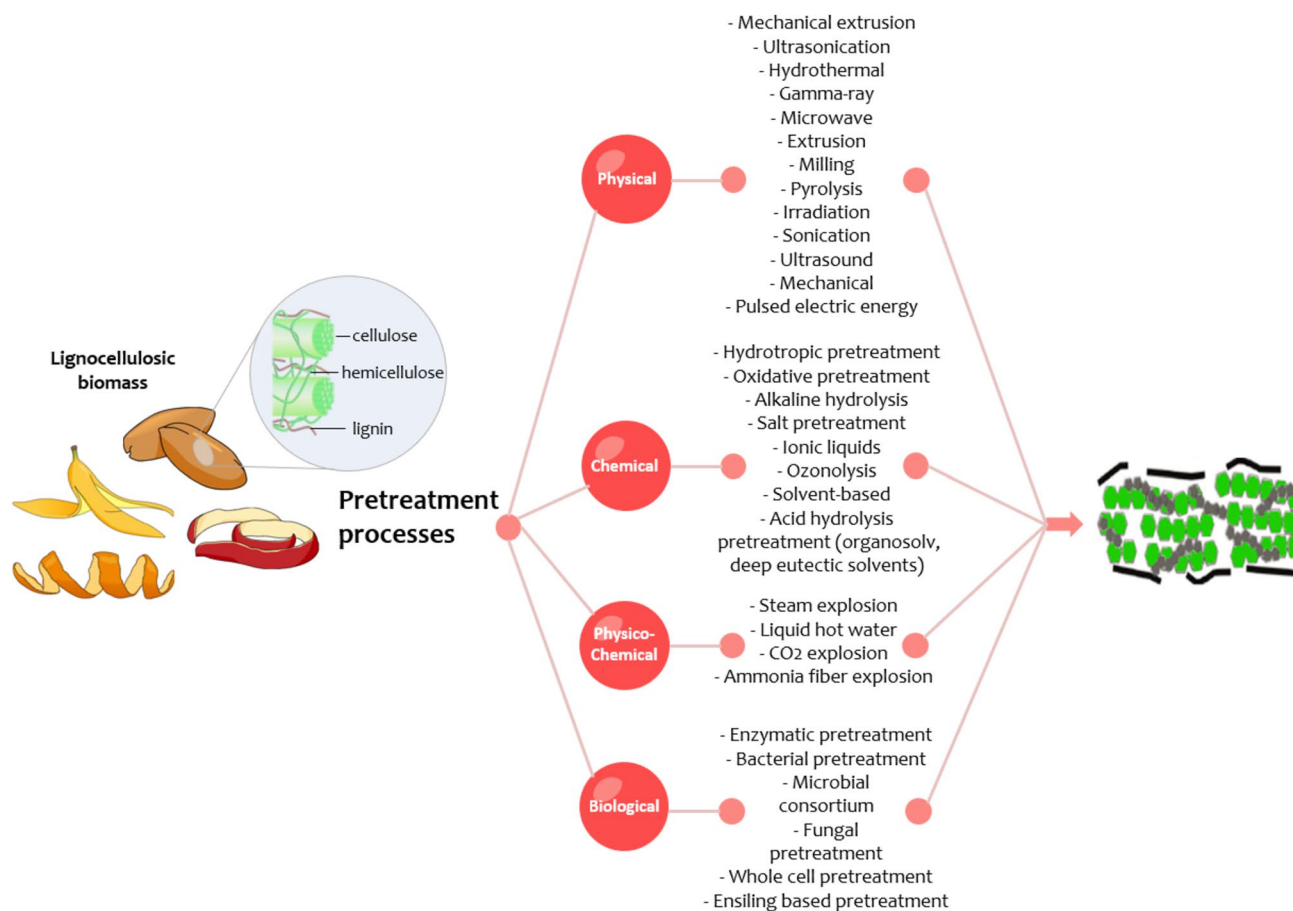 Lignocellulosic
biomass
cellulose
hemicellulose
lignin
Pretreatment
processes
Physical
- Mechanical extrusion
- Ultrasonication
- Hydrothermal
- Gamma-ray
- Microwave
- Extrusion
- Milling
- Pyrolysis
- Irradiation
- Sonication
- Ultrasound
- Mechanical
- Pulsed electric energy
Chemical
- Hydrotropic pretreatment
- Oxidative pretreatment
- Alkaline hydrolysis
- Salt pretreatment
- Ionic liquids
- Ozonolysis
- Solvent-based
- Acid hydrolysis
pretreatment (organosolv,
deep eutectic solvents)
Physico-
Chemical
- Steam explosion
- Liquid hot water
- CO2 explosion
- Ammonia fiber explosion
Biological
- Enzymatic pretreatment
- Bacterial pretreatment
- Microbial
consortium
- Fungal
pretreatment
- Whole cell pretreatment
- Ensiling based pretreatment